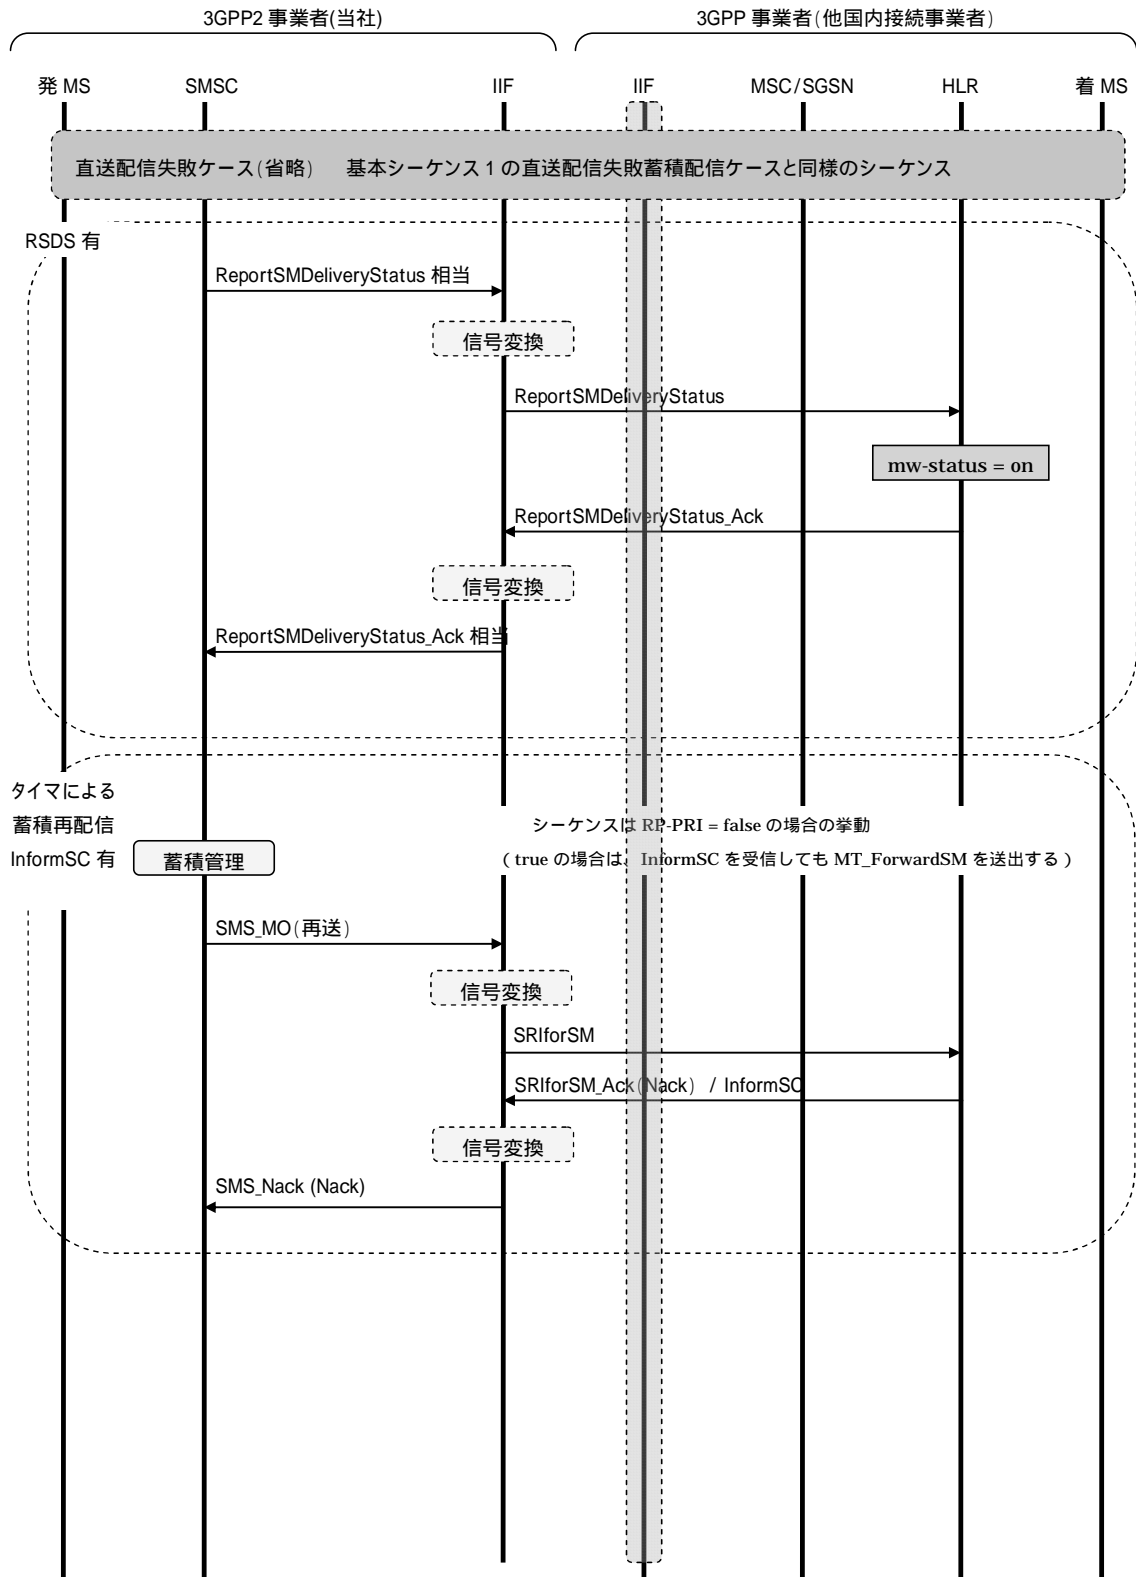 3GPP2 事業者(当社)
3GPP 事業者(他国内接続事業者)
発 MS
SMSC
IIF
IIF
MSC/SGSN
HLR
着 MS
直送配信失敗ケース(省略) 基本シーケンス 1 の直送配信失敗蓄積配信ケースと同様のシーケンス
RSDS 有
ReportSMDeliveryStatus 相当
信号変換
ReportSMDeliveryStatus
mw-status = on
ReportSMDeliveryStatus_Ack
信号変換
ReportSMDeliveryStatus_Ack 相当
タイマによる
蓄積再配信
InformSC 有
蓄積管理
シーケンスは RP-PRI = false の場合の挙動
( true の場合は、InformSC を受信しても MT_ForwardSM を送出する )
SMS_MO(再送)
信号変換
SRIforSM
SRIforSM_Ack(Nack) / InformSC
信号変換
SMS_Nack (Nack)